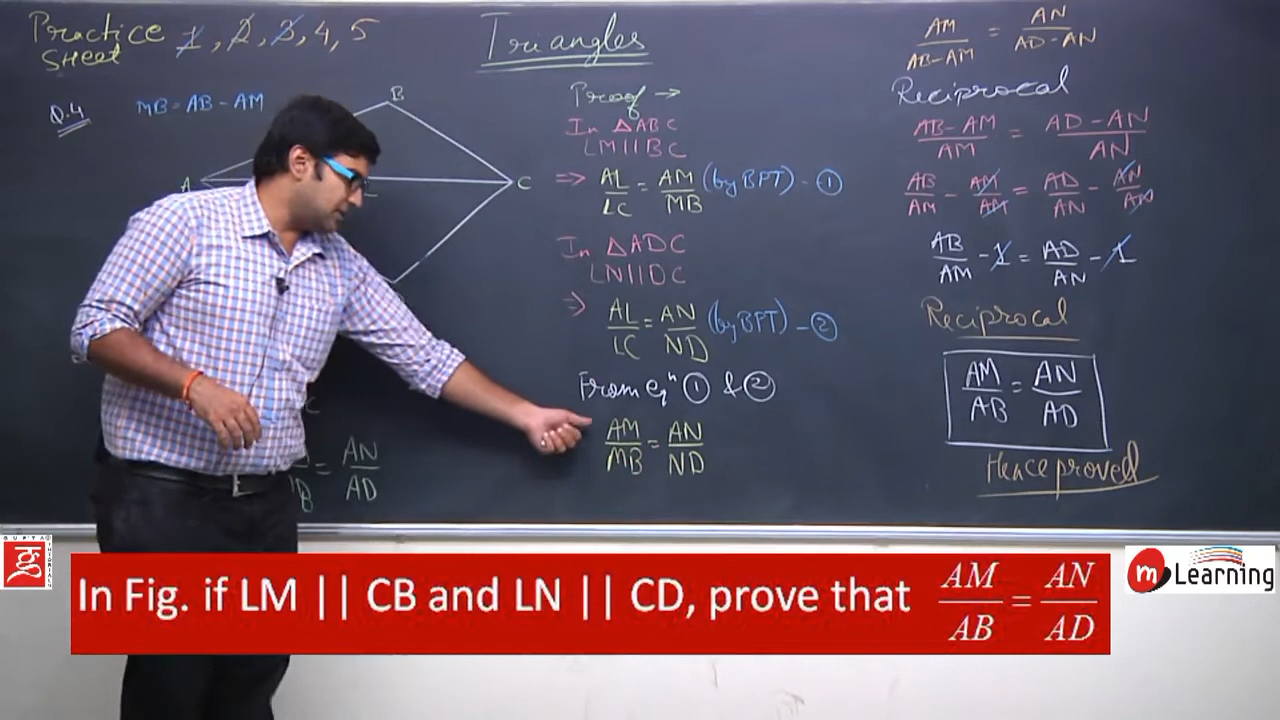 Practice 1, 2, 3, 4, 5
Sheet
Triangles
Q.4
MB = AB - AM
A
B
C
L
C
B = AN/AD
Proof →
In △ABC
LM||BC
⇒ AL/LC = AM/MB (by BPT) - ①
In △ADC
LN||DC
⇒ AL/LC = AN/ND (by BPT) - ②
From eqⁿ ① & ②
AM/MB = AN/ND
AM/AB-AM = AN/AD-AN
Reciprocal
AB-AM/AM = AD-AN/AN
AB/AM - AM/AM = AD/AN - AN/AN
AB/AM - 1 = AD/AN - 1
Reciprocal
AM/AB = AN/AD
Hence proved
GUPTA
TUTORIALS
In Fig. if LM || CB and LN || CD, prove that AM/AB = AN/AD
m Learning